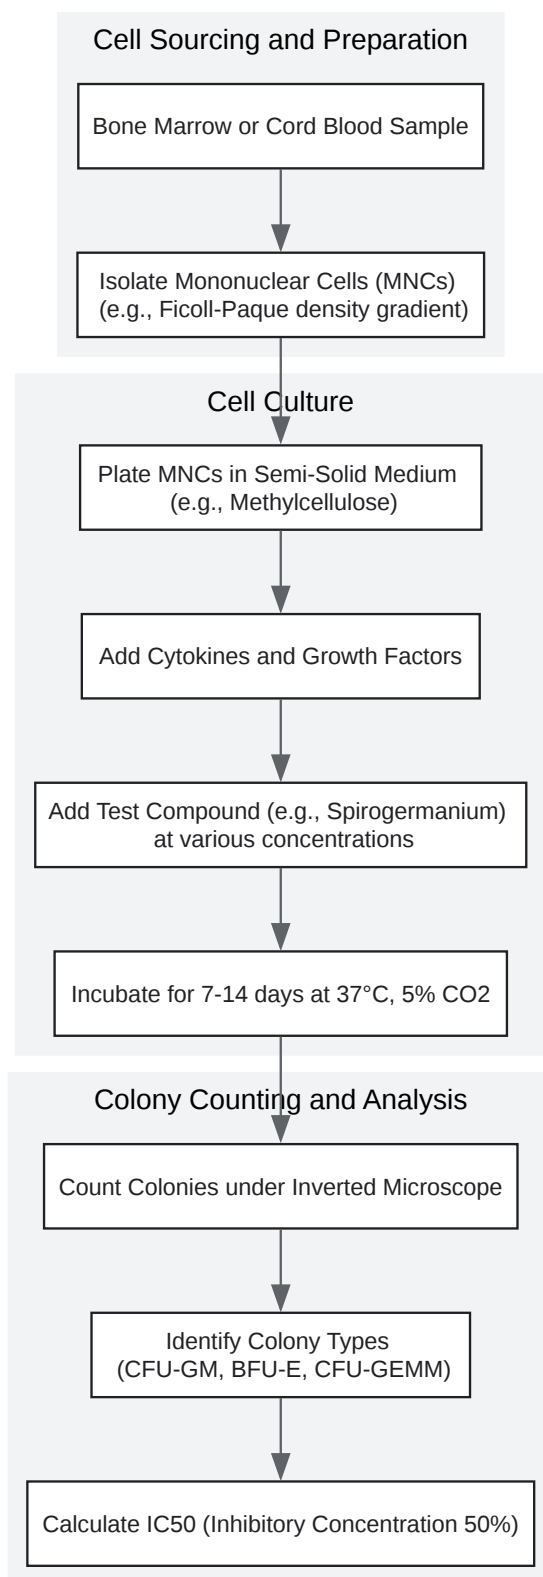 Cell Sourcing and Preparation
Bone Marrow or Cord Blood Sample
Isolate Mononuclear Cells (MNCs)
(e.g., Ficoll-Paque density gradient)
Cell Culture
Plate MNCs in Semi-Solid Medium
(e.g., Methylcellulose)
Add Cytokines and Growth Factors
Add Test Compound (e.g., Spirogermanium)
at various concentrations
Incubate for 7-14 days at 37°C, 5% CO2
Colony Counting and Analysis
Count Colonies under Inverted Microscope
Identify Colony Types
(CFU-GM, BFU-E, CFU-GEMM)
Calculate IC50 (Inhibitory Concentration 50%)